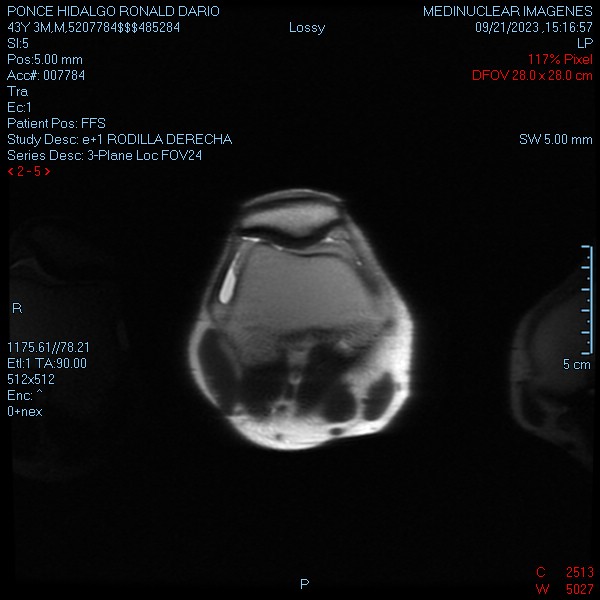 PONCE HIDALGO RONALD DARIO
43Y 3M,M,5207784$$$485284
SI:5
Pos:5.00 mm
Acc#: 007784
Tra
Ec:1
Patient Pos: FFS
Study Desc: e+1 RODILLA DERECHA
Series Desc: 3-Plane Loc FOV24
< 2 - 5 >
Lossy
MEDINUCLEAR IMAGENES
09/21/2023 ,15:16:57
LP
117% Pixel
DFOV 28.0 x 28.0 cm
SW 5.00 mm
R
1175.61//78.21
Etl:1 TA:90.00
512x512
Enc: ^
0+nex
5 cm
P
C 2513
W 5027